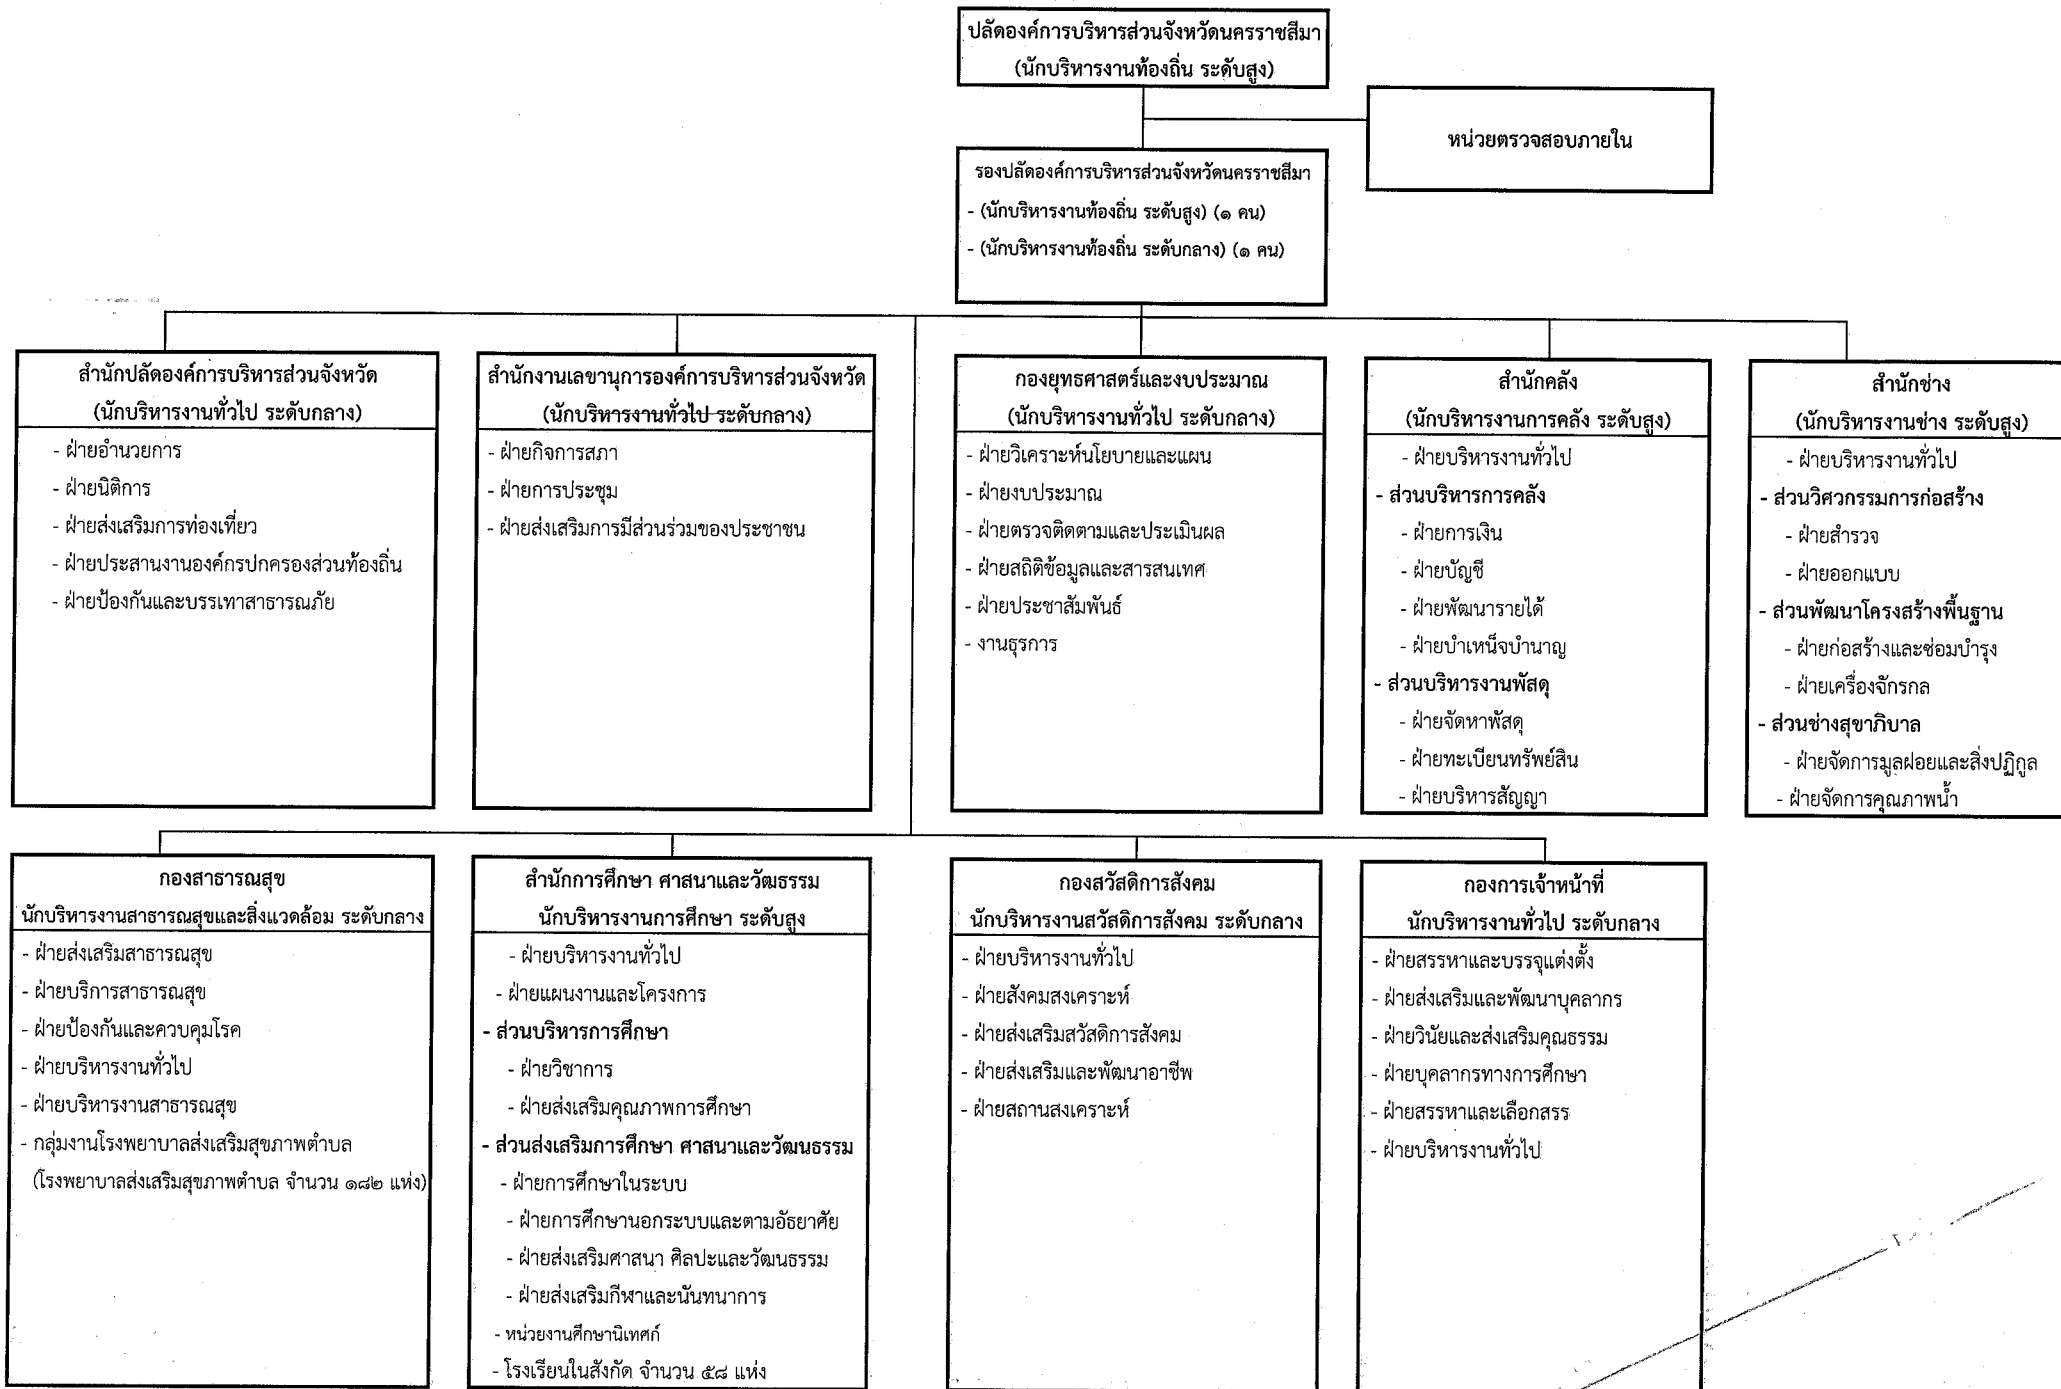 ปลัดองค์การบริหารส่วนจังหวัดนครราชสีมา
(นักบริหารงานท้องถิ่น ระดับสูง)
หน่วยตรวจสอบภายใน
รองปลัดองค์การบริหารส่วนจังหวัดนครราชสีมา
- (นักบริหารงานท้องถิ่น ระดับสูง) (๑ คน)
- (นักบริหารงานท้องถิ่น ระดับกลาง) (๑ คน)
สำนักปลัดองค์การบริหารส่วนจังหวัด
(นักบริหารงานทั่วไป ระดับกลาง)
- ฝ่ายอำนวยการ
- ฝ่ายนิติการ
- ฝ่ายส่งเสริมการท่องเที่ยว
- ฝ่ายประสานงานองค์กรปกครองส่วนท้องถิ่น
- ฝ่ายป้องกันและบรรเทาสาธารณภัย
สำนักงานเลขานุการองค์การบริหารส่วนจังหวัด
(นักบริหารงานทั่วไป ระดับกลาง)
- ฝ่ายกิจการสภา
- ฝ่ายการประชุม
- ฝ่ายส่งเสริมการมีส่วนร่วมของประชาชน
กองยุทธศาสตร์และงบประมาณ
(นักบริหารงานทั่วไป ระดับกลาง)
- ฝ่ายวิเคราะห์นโยบายและแผน
- ฝ่ายงบประมาณ
- ฝ่ายตรวจติดตามและประเมินผล
- ฝ่ายสถิติข้อมูลและสารสนเทศ
- ฝ่ายประชาสัมพันธ์
- งานธุรการ
สำนักคลัง
(นักบริหารงานการคลัง ระดับสูง)
- ฝ่ายบริหารงานทั่วไป
- ส่วนบริหารการคลัง
- ฝ่ายการเงิน
- ฝ่ายบัญชี
- ฝ่ายพัฒนารายได้
- ฝ่ายบำเหน็จบำนาญ
- ส่วนบริหารงานพัสดุ
- ฝ่ายจัดหาพัสดุ
- ฝ่ายทะเบียนทรัพย์สิน
- ฝ่ายบริหารสัญญา
สำนักช่าง
(นักบริหารงานช่าง ระดับสูง)
- ฝ่ายบริหารงานทั่วไป
- ส่วนวิศวกรรมการก่อสร้าง
- ฝ่ายสำรวจ
- ฝ่ายออกแบบ
- ส่วนพัฒนาโครงสร้างพื้นฐาน
- ฝ่ายก่อสร้างและซ่อมบำรุง
- ฝ่ายเครื่องจักรกล
- ส่วนช่างสุขาภิบาล
- ฝ่ายจัดการมูลฝอยและสิ่งปฏิกูล
- ฝ่ายจัดการคุณภาพน้ำ
กองสาธารณสุข
นักบริหารงานสาธารณสุขและสิ่งแวดล้อม ระดับกลาง
- ฝ่ายส่งเสริมสาธารณสุข
- ฝ่ายบริการสาธารณสุข
- ฝ่ายป้องกันและควบคุมโรค
- ฝ่ายบริหารงานทั่วไป
- ฝ่ายบริหารงานสาธารณสุข
- กลุ่มงานโรงพยาบาลส่งเสริมสุขภาพตำบล
(โรงพยาบาลส่งเสริมสุขภาพตำบล จำนวน ๑๘๒ แห่ง)
สำนักการศึกษา ศาสนาและวัฒธรรม
นักบริหารงานการศึกษา ระดับสูง
- ฝ่ายบริหารงานทั่วไป
- ฝ่ายแผนงานและโครงการ
- ส่วนบริหารการศึกษา
- ฝ่ายวิชาการ
- ฝ่ายส่งเสริมคุณภาพการศึกษา
- ส่วนส่งเสริมการศึกษา ศาสนาและวัฒนธรรม
- ฝ่ายการศึกษาในระบบ
- ฝ่ายการศึกษานอกระบบและตามอัธยาศัย
- ฝ่ายส่งเสริมศาสนา ศิลปะและวัฒนธรรม
- ฝ่ายส่งเสริมกีฬาและนันทนาการ
- หน่วยงานศึกษานิเทศก์
- โรงเรียนในสังกัด จำนวน ๕๘ แห่ง
กองสวัสดิการสังคม
นักบริหารงานสวัสดิการสังคม ระดับกลาง
- ฝ่ายบริหารงานทั่วไป
- ฝ่ายสังคมสงเคราะห์
- ฝ่ายส่งเสริมสวัสดิการสังคม
- ฝ่ายส่งเสริมและพัฒนาอาชีพ
- ฝ่ายสถานสงเคราะห์
กองการเจ้าหน้าที่
นักบริหารงานทั่วไป ระดับกลาง
- ฝ่ายสรรหาและบรรจุแต่งตั้ง
- ฝ่ายส่งเสริมและพัฒนาบุคลากร
- ฝ่ายวินัยและส่งเสริมคุณธรรม
- ฝ่ายบุคลากรทางการศึกษา
- ฝ่ายสรรหาและเลือกสรร
- ฝ่ายบริหารงานทั่วไป